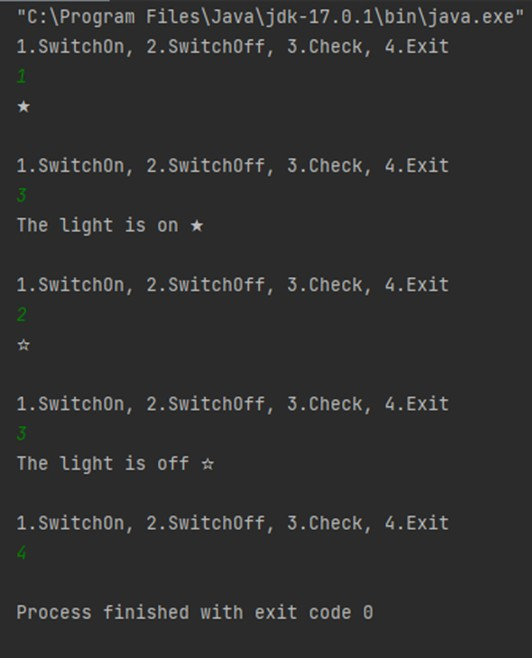 "C:\Program Files\Java\jdk-17.0.1\bin\java.exe"
1.SwitchOn, 2.SwitchOff, 3.Check, 4.Exit
1
★
1.SwitchOn, 2.SwitchOff, 3.Check, 4.Exit
3
The light is on ★
1.SwitchOn, 2.SwitchOff, 3.Check, 4.Exit
2
☆
1.SwitchOn, 2.SwitchOff, 3.Check, 4.Exit
3
The light is off ☆
1.SwitchOn, 2.SwitchOff, 3.Check, 4.Exit
4
Process finished with exit code 0